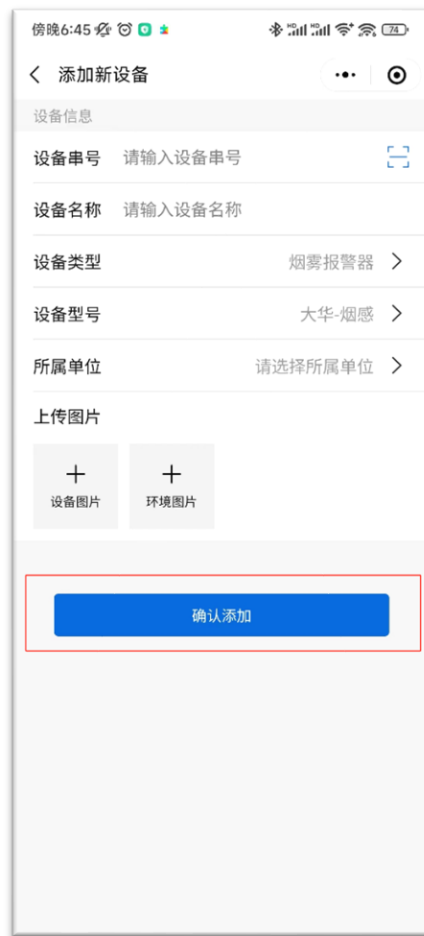 傍晚6:45 74
添加新设备
设备信息
设备串号 请输入设备串号
设备名称 请输入设备名称
设备类型 烟雾报警器
设备型号 大华-烟感
所属单位 请选择所属单位
上传图片
设备图片 环境图片
确认添加